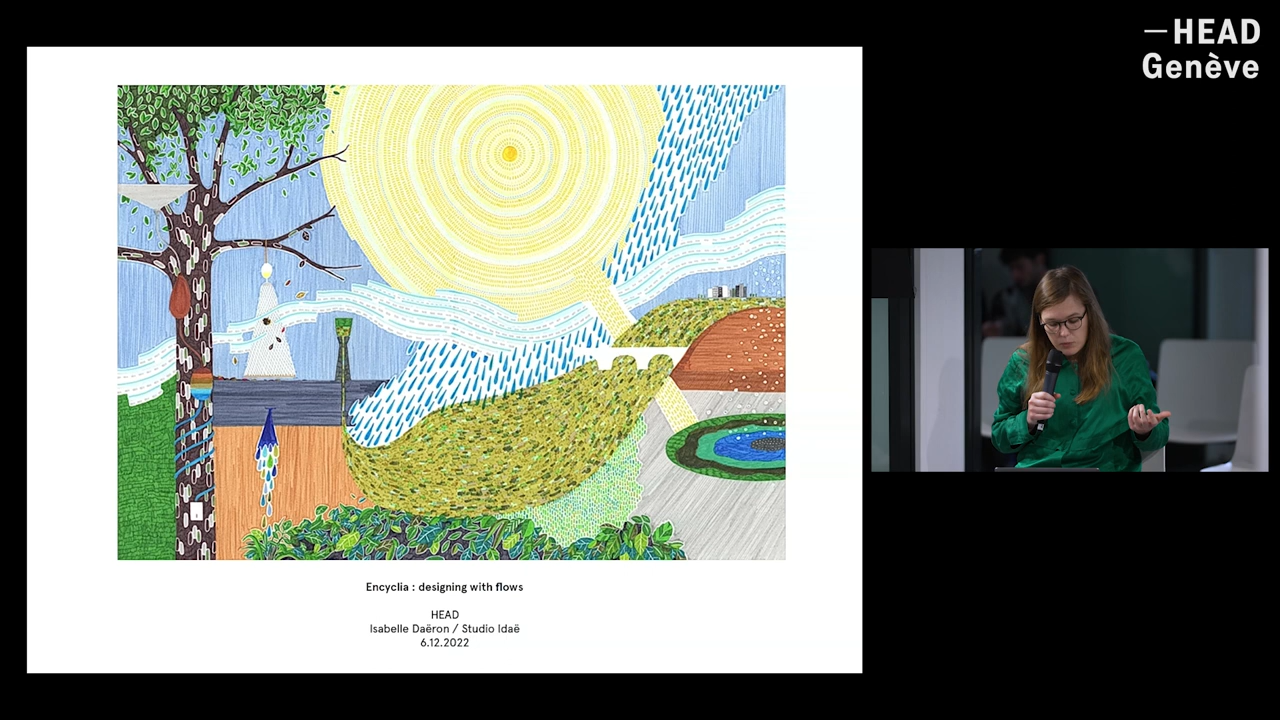 —HEAD
Genève
Encyclia : designing with flows
HEAD
Isabelle Daëron / Studio Idaë
6.12.2022